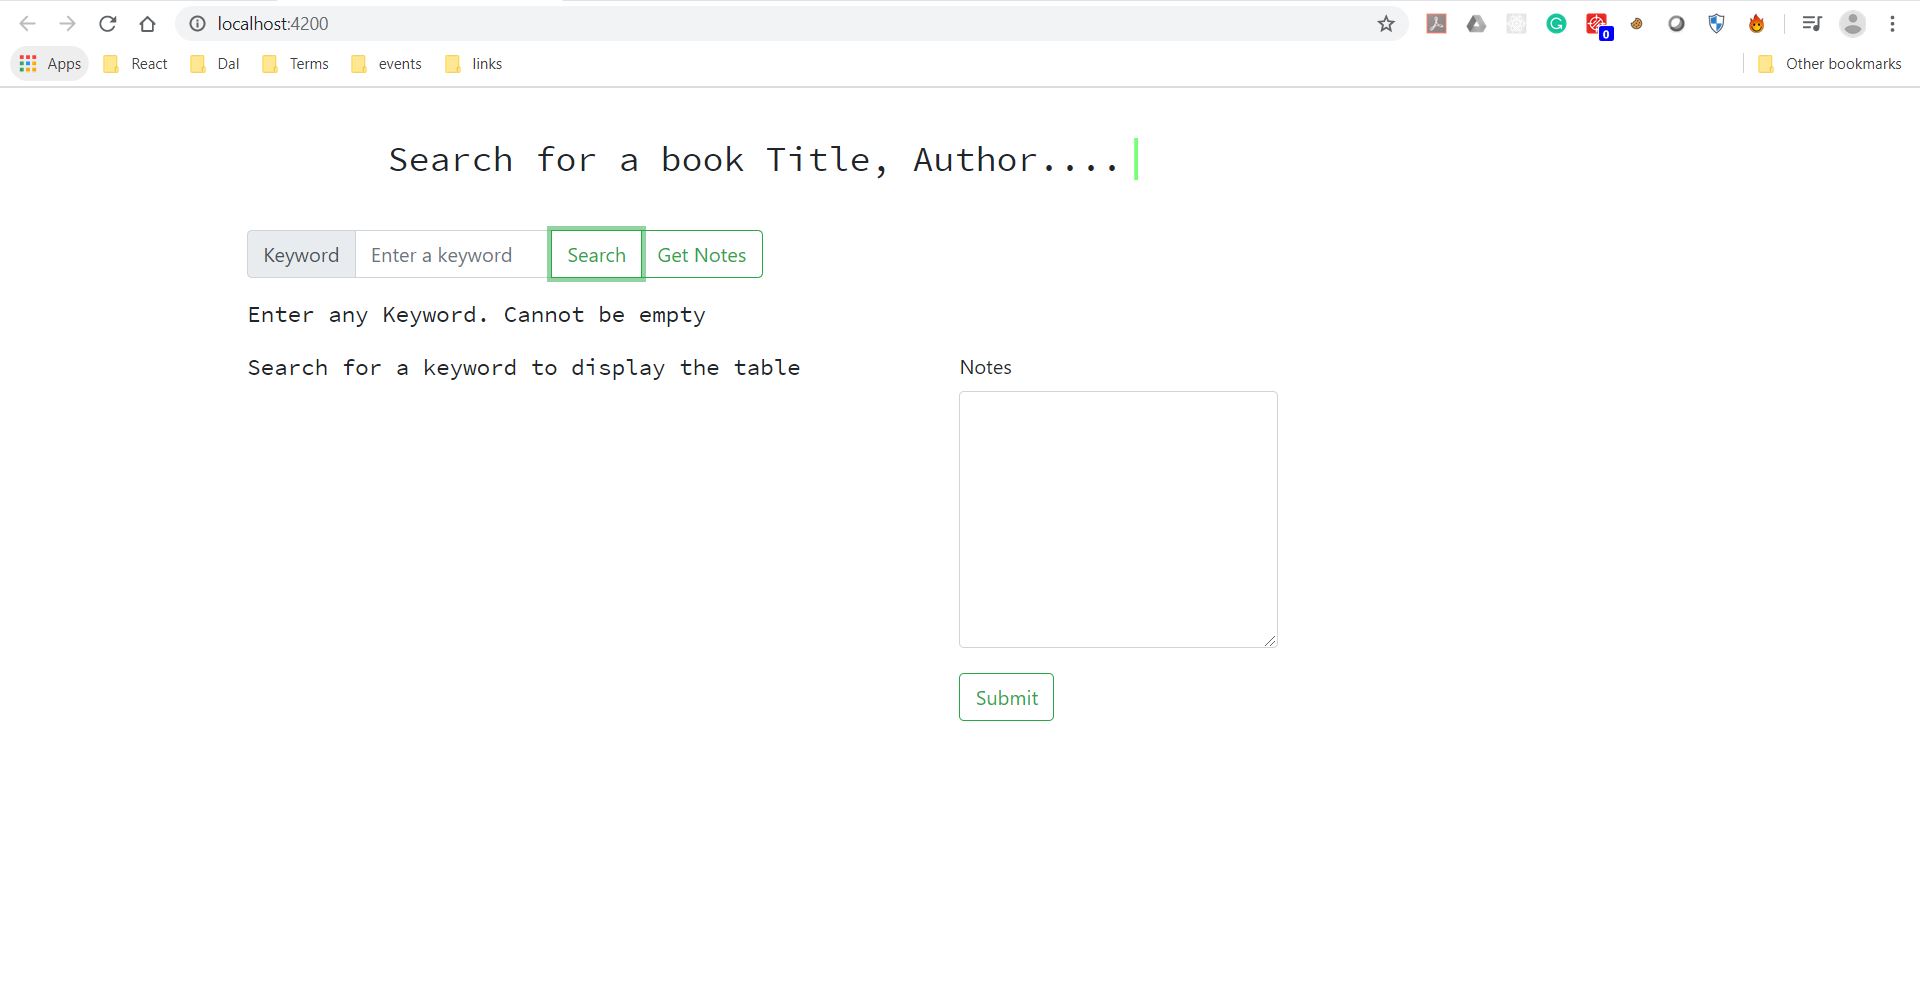 localhost:4200
0
Apps React Dal Terms events links Other bookmarks
Search for a book Title, Author....
Keyword Enter a keyword Search Get Notes
Enter any Keyword. Cannot be empty
Search for a keyword to display the table
Notes
Submit